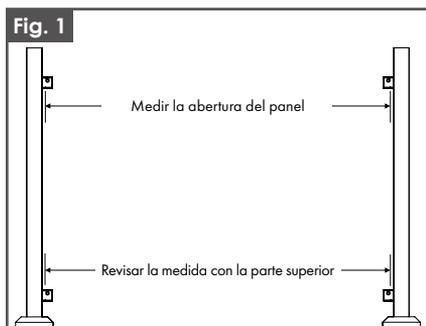 Fig. 1
Medir la abertura del panel
Revisar la medida con la parte superior